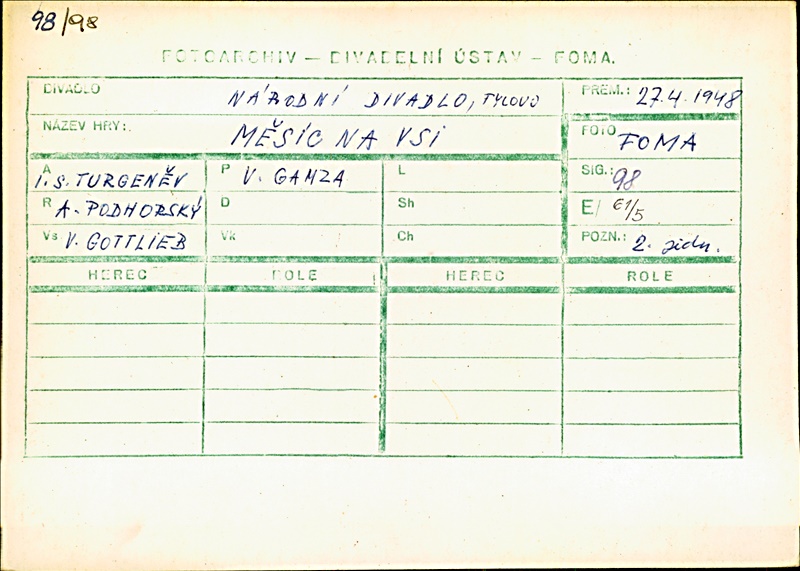 98/98
FOTOARCHIV – DIVADELNÍ ÚSTAV – FOMA.
DIVADLO NÁRODNÍ DIVADLO, TYLOVO PREM.: 27.4.1948
NÁZEV HRY: MĚSÍC NA VSI FOTO FOMA
A I. S. TURGENĚV P V. GAMZA L SIG.: 98
R A. PODHORSKÝ D Sh E/ E1/5
Vs V. GOTTLIEB Vk Ch POZN.: 2. jedn.
HEREC ROLE HEREC ROLE